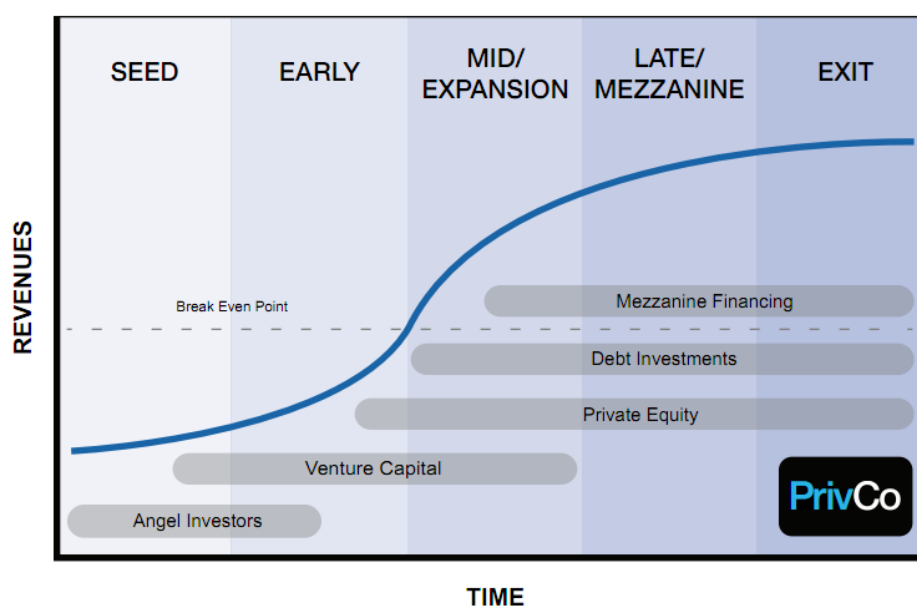 SEED
EARLY
MID/
EXPANSION
LATE/
MEZZANINE
EXIT
REVENUES
Break Even Point
Mezzanine Financing
Debt Investments
Private Equity
Venture Capital
Angel Investors
PrivCo
TIME